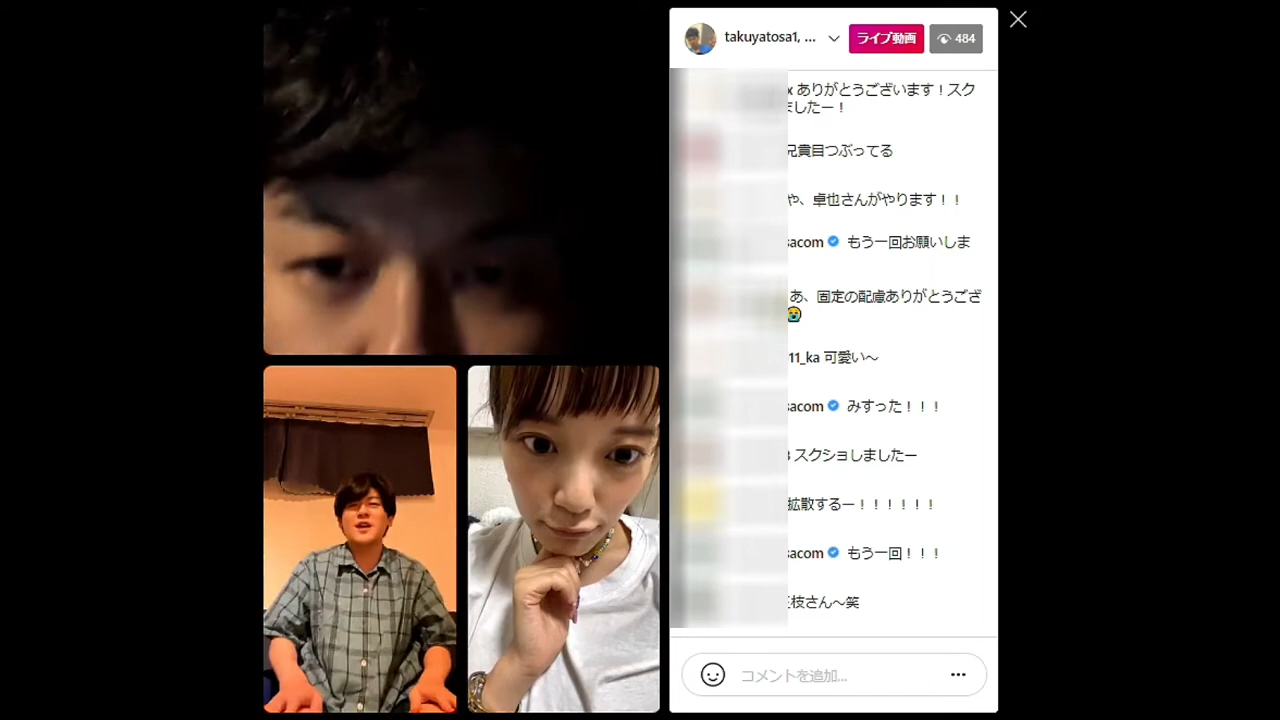 takuyatosa1, ...
ライブ動画
484
x ありがとうございます！スク
ましたー！
兄貴目つぶってる
や、卓也さんがやります！！
sacom もう一回お願いしま
あ、固定の配慮ありがとうござ
11_ka 可愛い〜
sacom みすった！！！
3 スクショしましたー
拡散するー！！！！！！
sacom もう一回！！！
枝さん〜笑
コメントを追加...